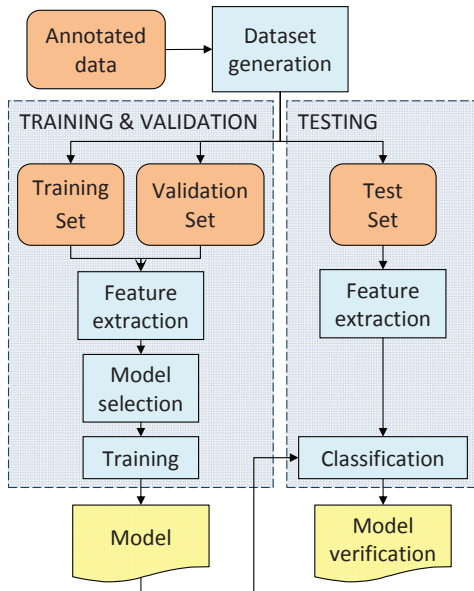 Annotated
data
Dataset
generation
TRAINING & VALIDATION
TESTING
Training
Set
Validation
Set
Test
Set
Feature
extraction
Feature
extraction
Model
selection
Training
Classification
Model
Model
verification